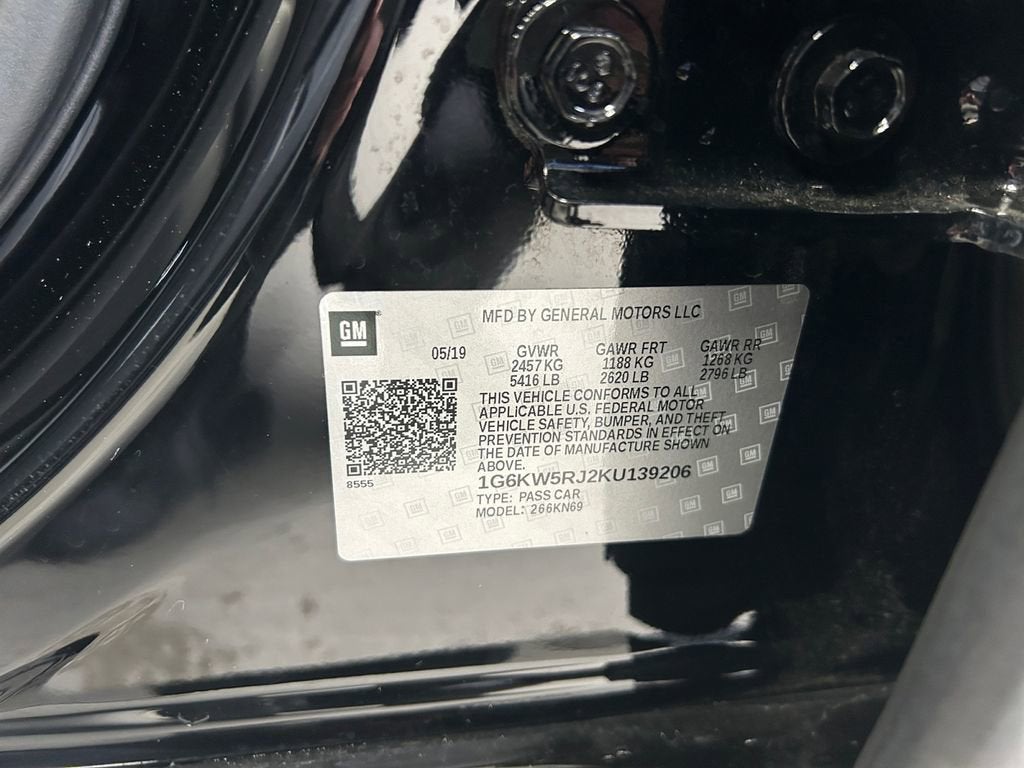 GM
MFD BY GENERAL MOTORS LLC
05/19
GVWR GAWR FRT GAWR RR
2457 KG 1188 KG 1268 KG
5416 LB 2620 LB 2796 LB
THIS VEHICLE CONFORMS TO ALL
APPLICABLE U.S. FEDERAL MOTOR
VEHICLE SAFETY, BUMPER, AND THEFT
PREVENTION STANDARDS IN EFFECT ON
THE DATE OF MANUFACTURE SHOWN
ABOVE.
8555
1G6KW5RJ2KU139206
TYPE: PASS CAR
MODEL: 266KN69